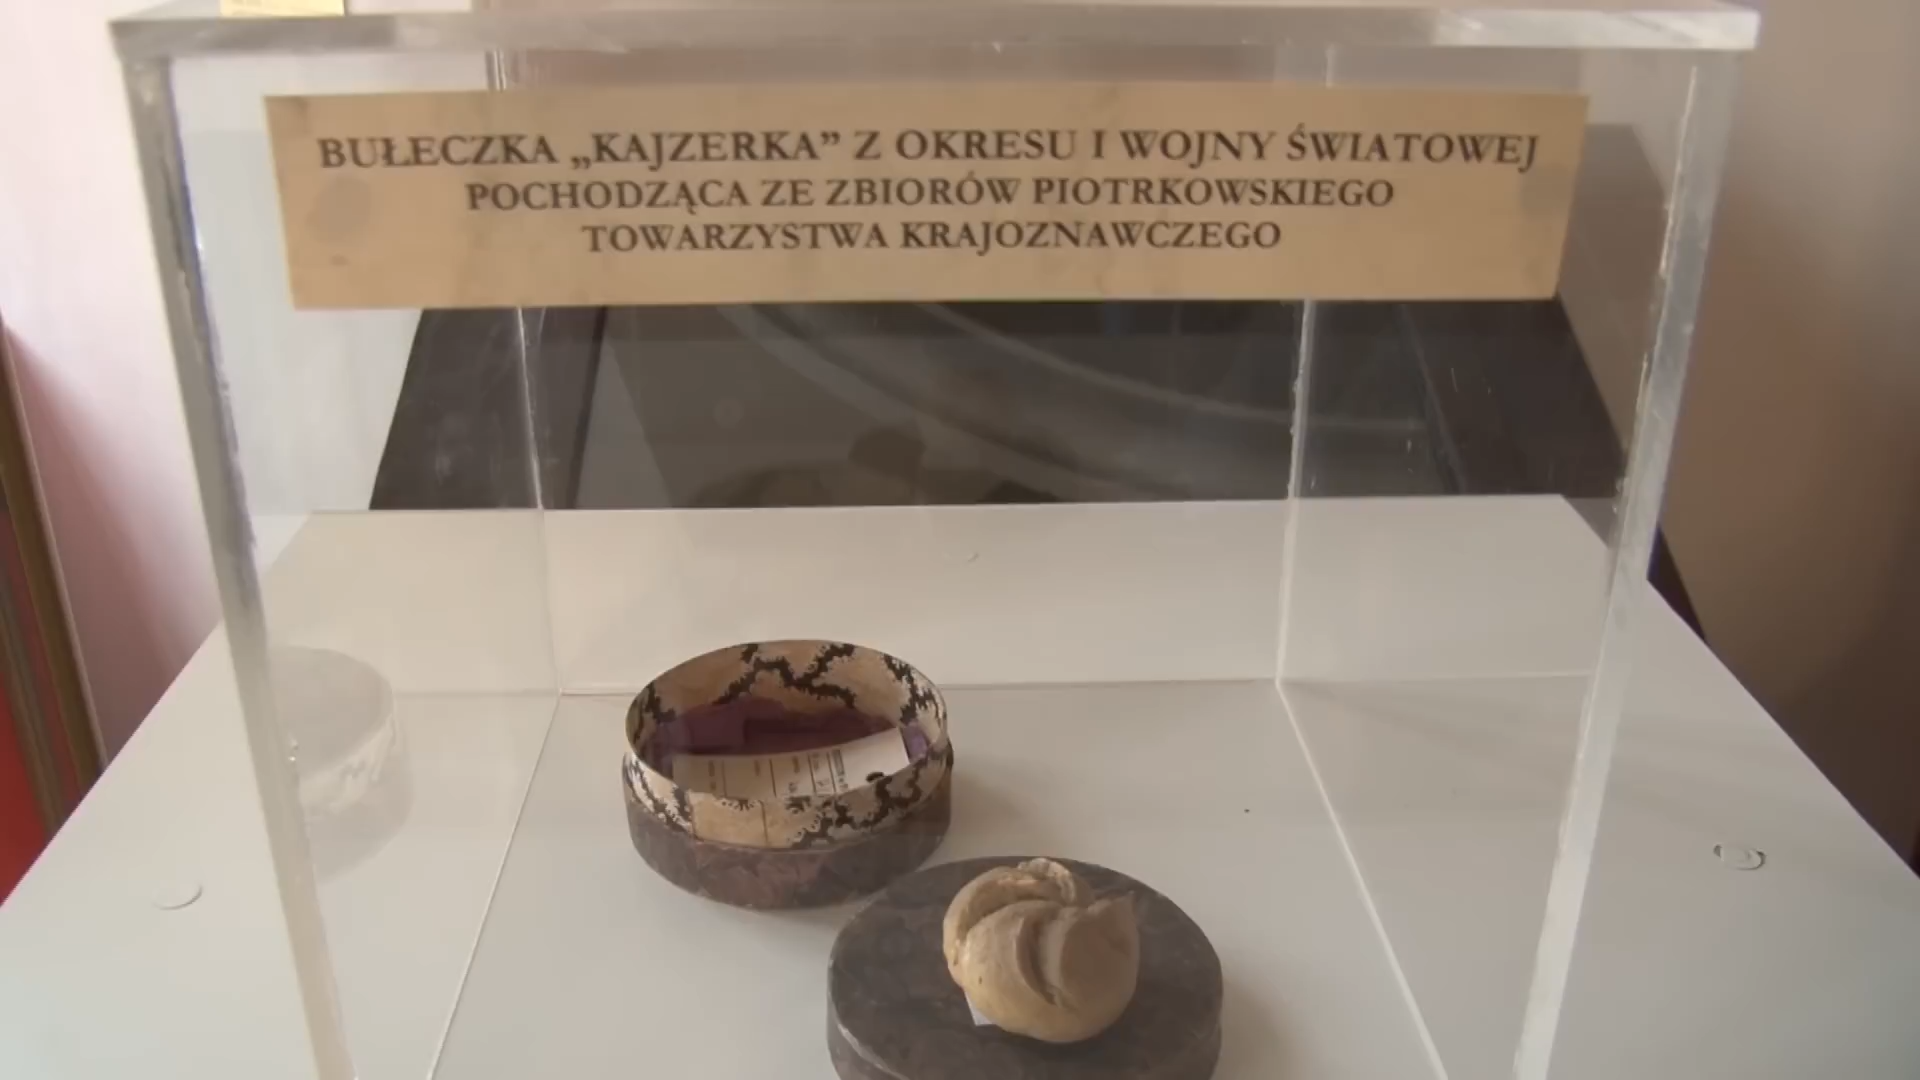 BUŁECZKA „KAJZERKA” Z OKRESU I WOJNY ŚWIATOWEJ
POCHODZĄCA ZE ZBIORÓW PIOTRKOWSKIEGO
TOWARZYSTWA KRAJOZNAWCZEGO